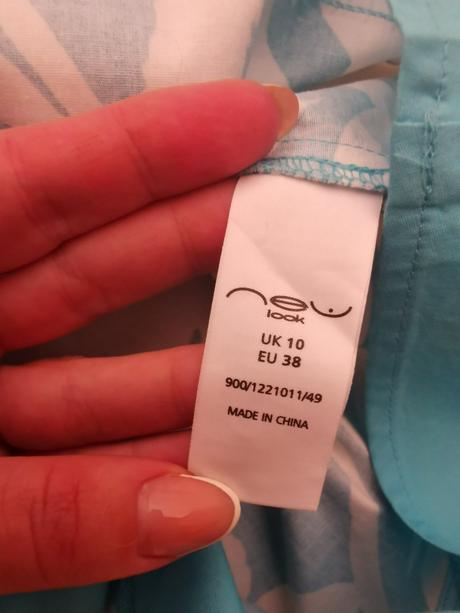 new
look
UK 10
EU 38
900/1221011/49
MADE IN CHINA